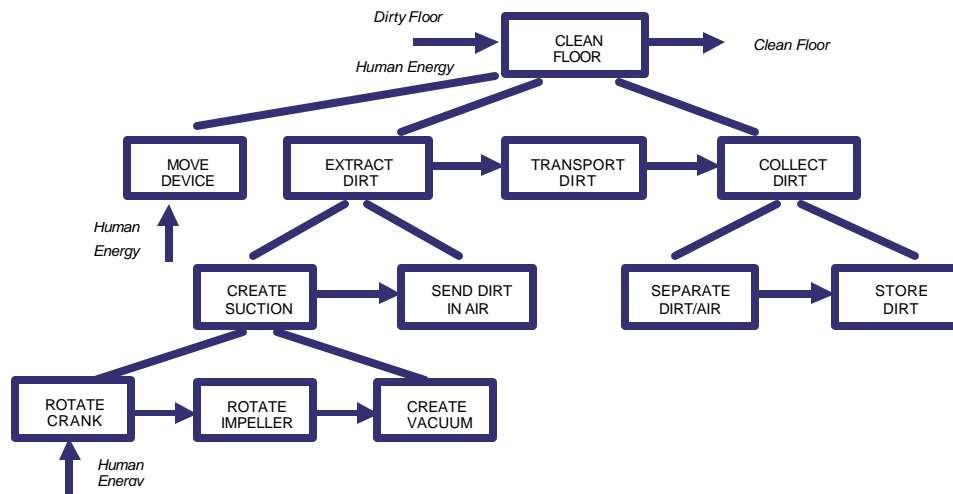 Dirty Floor
CLEAN
FLOOR
Clean Floor
Human Energy
MOVE
DEVICE
EXTRACT
DIRT
TRANSPORT
DIRT
COLLECT
DIRT
Human
Energy
CREATE
SUCTION
SEND DIRT
IN AIR
SEPARATE
DIRT/AIR
STORE
DIRT
ROTATE
CRANK
ROTATE
IMPELLER
CREATE
VACUUM
Human
Energy